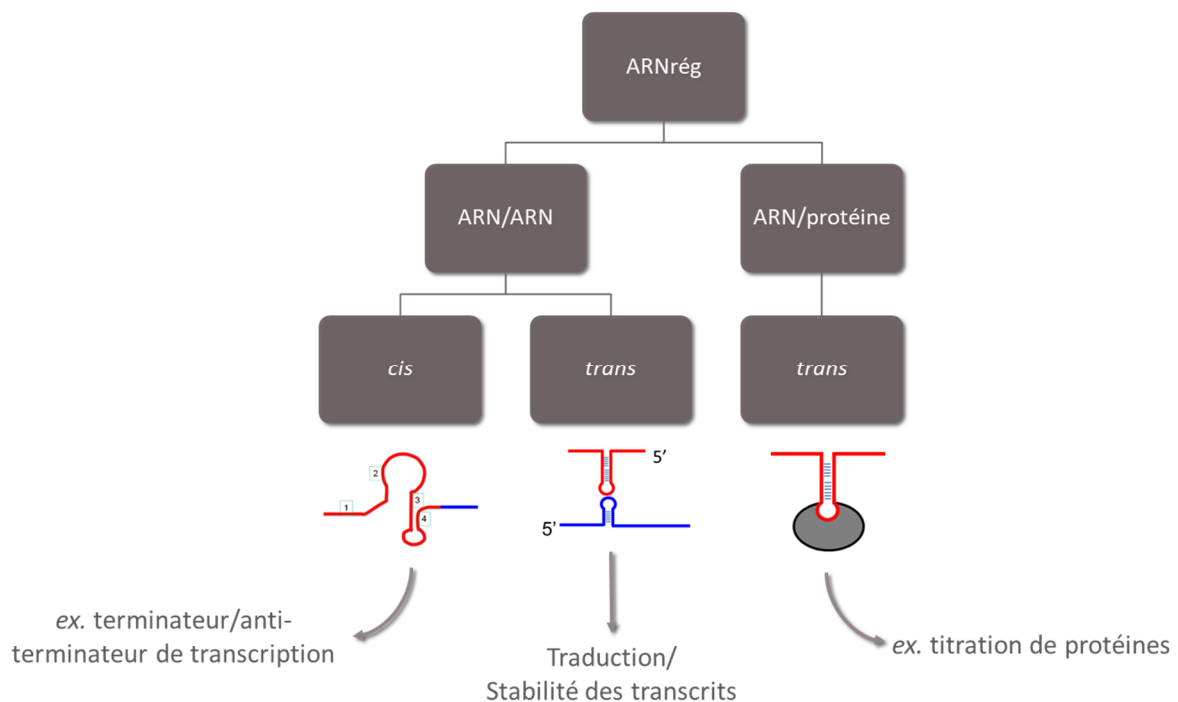 ARNrég
ARN/ARN
ARN/protéine
cis
trans
trans
2
1
3
4
5’
5’
ex. terminateur/anti-
terminateur de transcription
Traduction/
Stabilité des transcrits
ex. titration de protéines